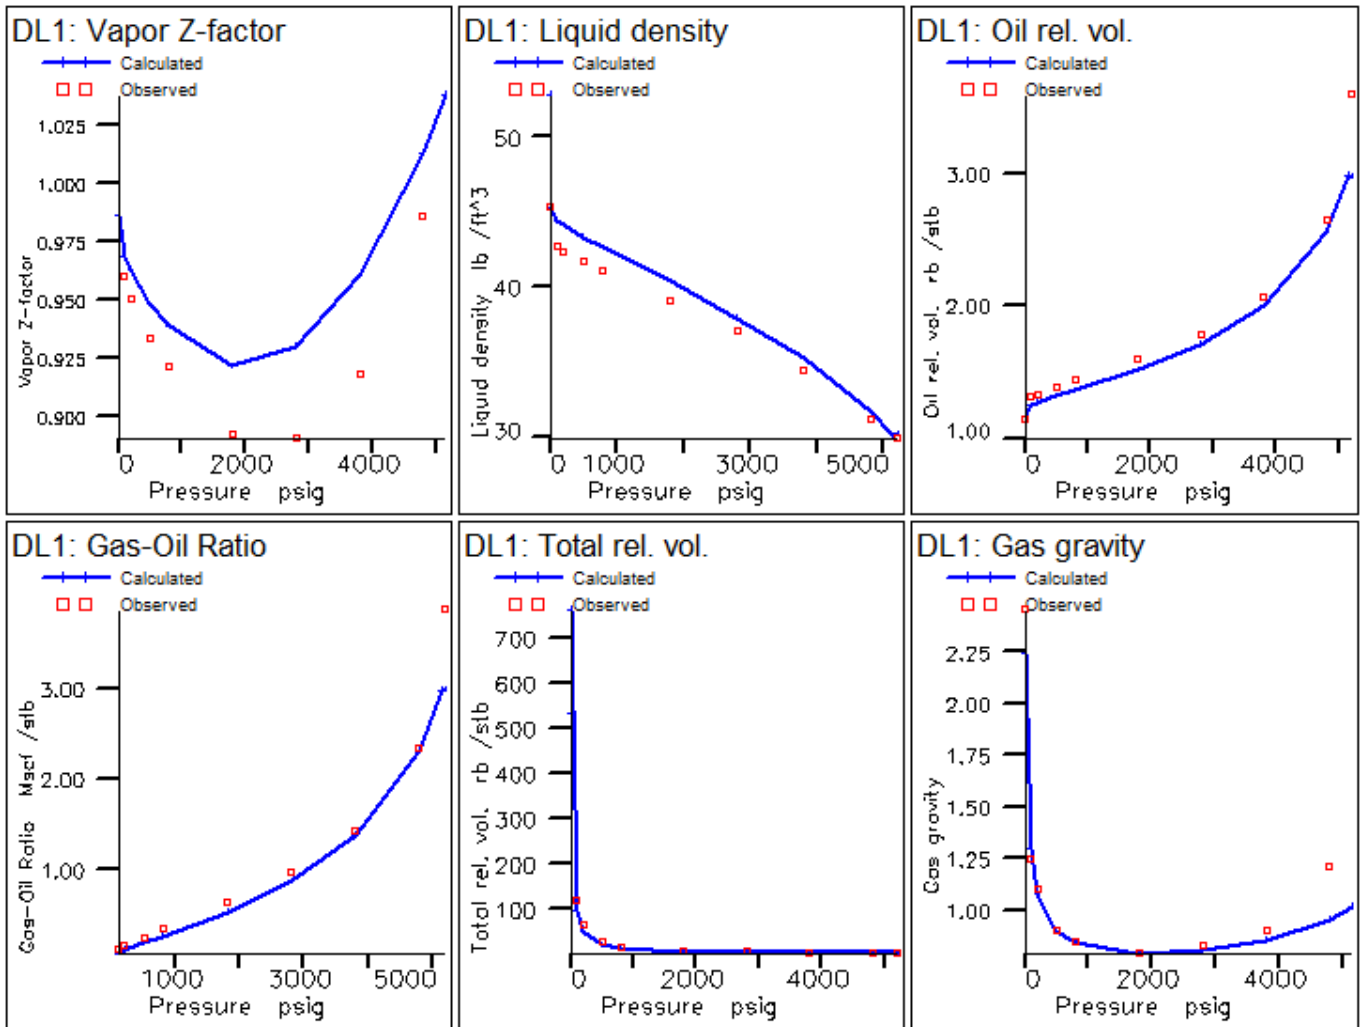 DL1: Vapor Z-factor
Calculated
Observed
1.025
1.000
0.975
0.950
0.925
0.900
Vapor Z-factor
0 2000 4000
Pressure psig
DL1: Liquid density
Calculated
Observed
50
40
30
Liquid density lb /ft^3
0 1000 3000 5000
Pressure psig
DL1: Oil rel. vol.
Calculated
Observed
3.00
2.00
1.00
Oil rel. vol. rb /stb
0 2000 4000
Pressure psig
DL1: Gas-Oil Ratio
Calculated
Observed
3.00
2.00
1.00
Gas-Oil Ratio Mscf /stb
1000 3000 5000
Pressure psig
DL1: Total rel. vol.
Calculated
Observed
700
600
500
400
300
200
100
Total rel. vol. rb /stb
0 2000 4000
Pressure psig
DL1: Gas gravity
Calculated
Observed
2.25
2.00
1.75
1.50
1.25
1.00
Gas gravity
0 2000 4000
Pressure psig